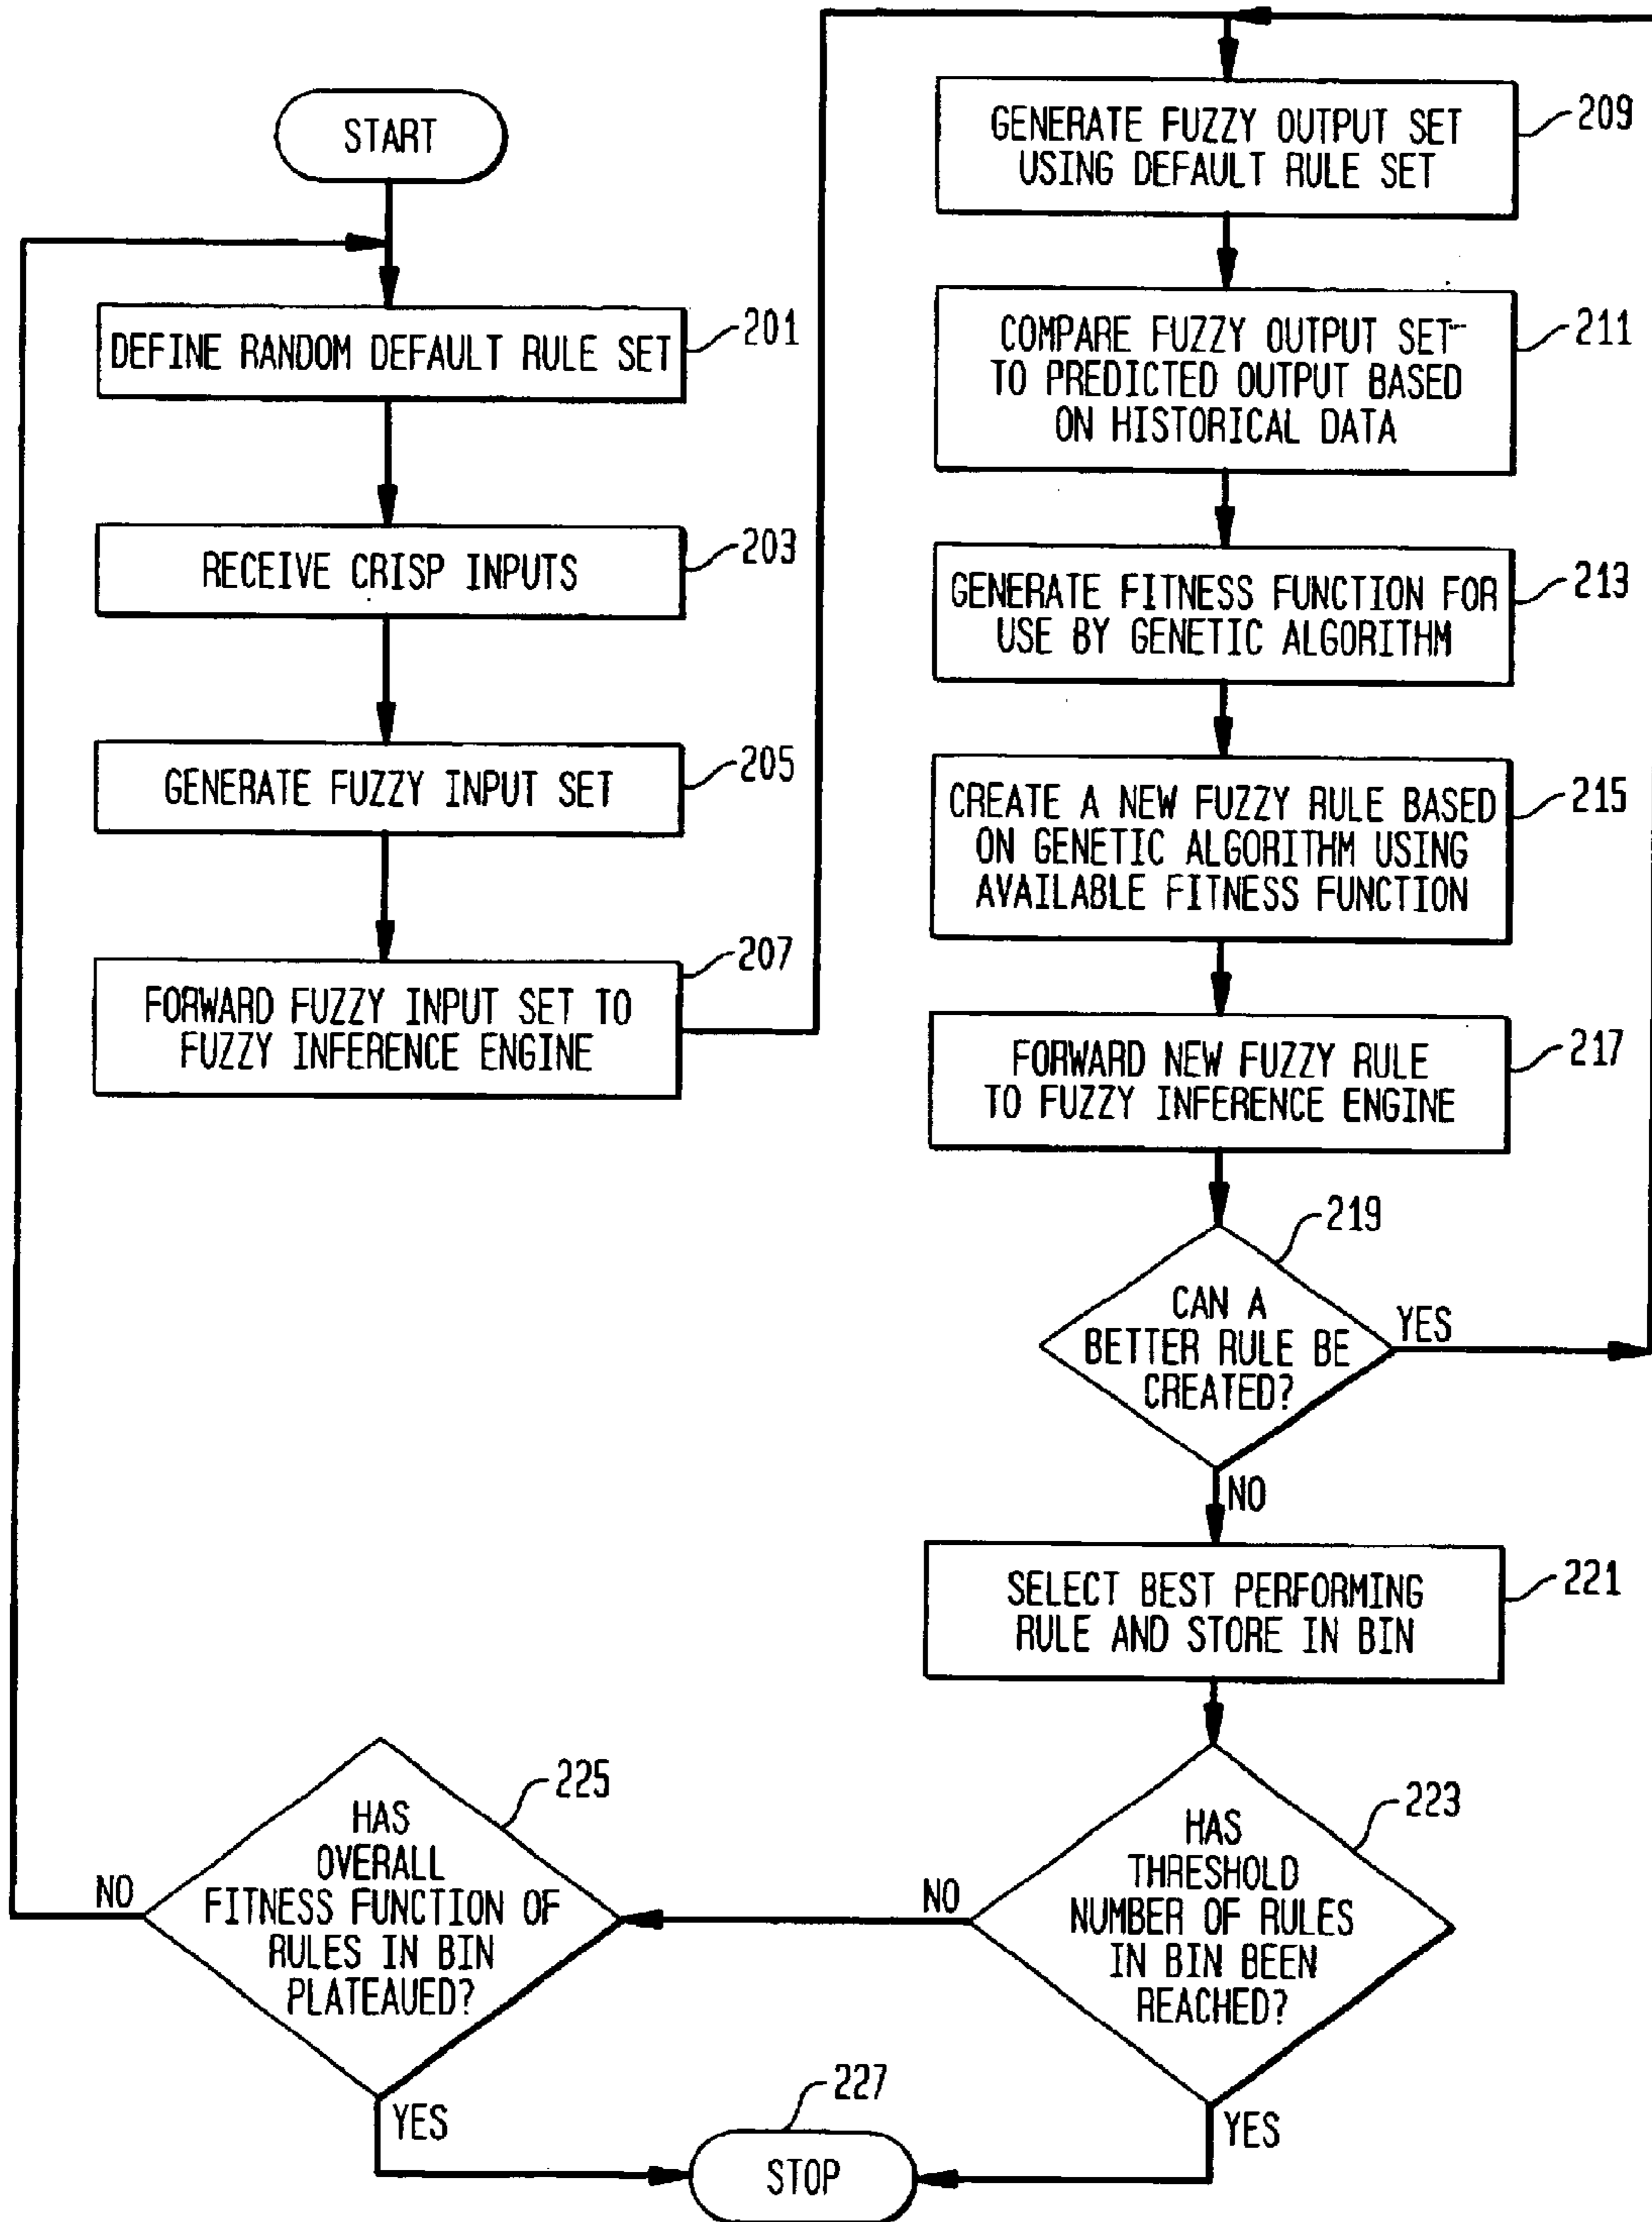 START
DEFINE RANDOM DEFAULT RULE SET
201
RECEIVE CRISP INPUTS
203
GENERATE FUZZY INPUT SET
205
FORWARD FUZZY INPUT SET TO
FUZZY INFERENCE ENGINE
207
GENERATE FUZZY OUTPUT SET
USING DEFAULT RULE SET
209
COMPARE FUZZY OUTPUT SET
TO PREDICTED OUTPUT BASED
ON HISTORICAL DATA
211
GENERATE FITNESS FUNCTION FOR
USE BY GENETIC ALGORITHM
213
CREATE A NEW FUZZY RULE BASED
ON GENETIC ALGORITHM USING
AVAILABLE FITNESS FUNCTION
215
FORWARD NEW FUZZY RULE
TO FUZZY INFERENCE ENGINE
217
219
CAN A
BETTER RULE BE
CREATED?
YES
NO
SELECT BEST PERFORMING
RULE AND STORE IN BIN
221
223
HAS
THRESHOLD
NUMBER OF RULES
IN BIN BEEN
REACHED?
NO
YES
225
HAS
OVERALL
FITNESS FUNCTION OF
RULES IN BIN
PLATEAUED?
NO
YES
227
STOP